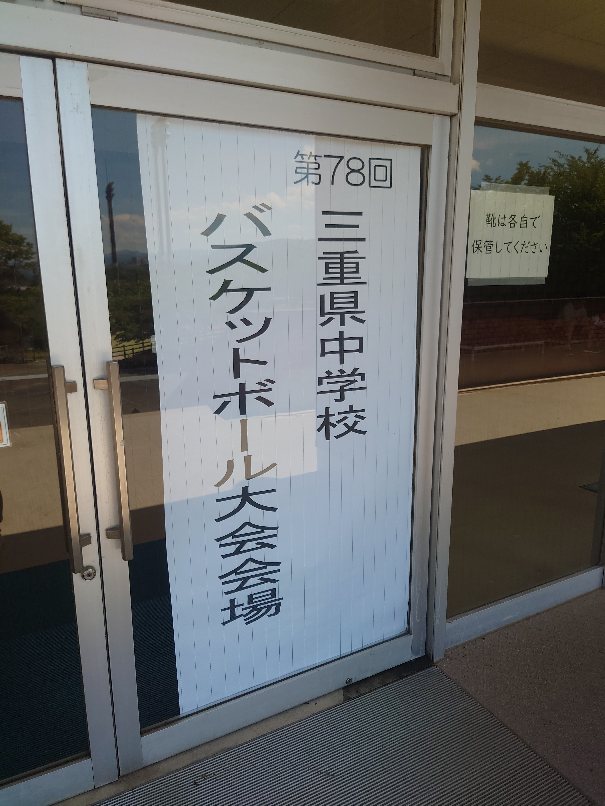 第78回
三重県中学校
バスケットボール大会会場
靴は各自で
保管してください